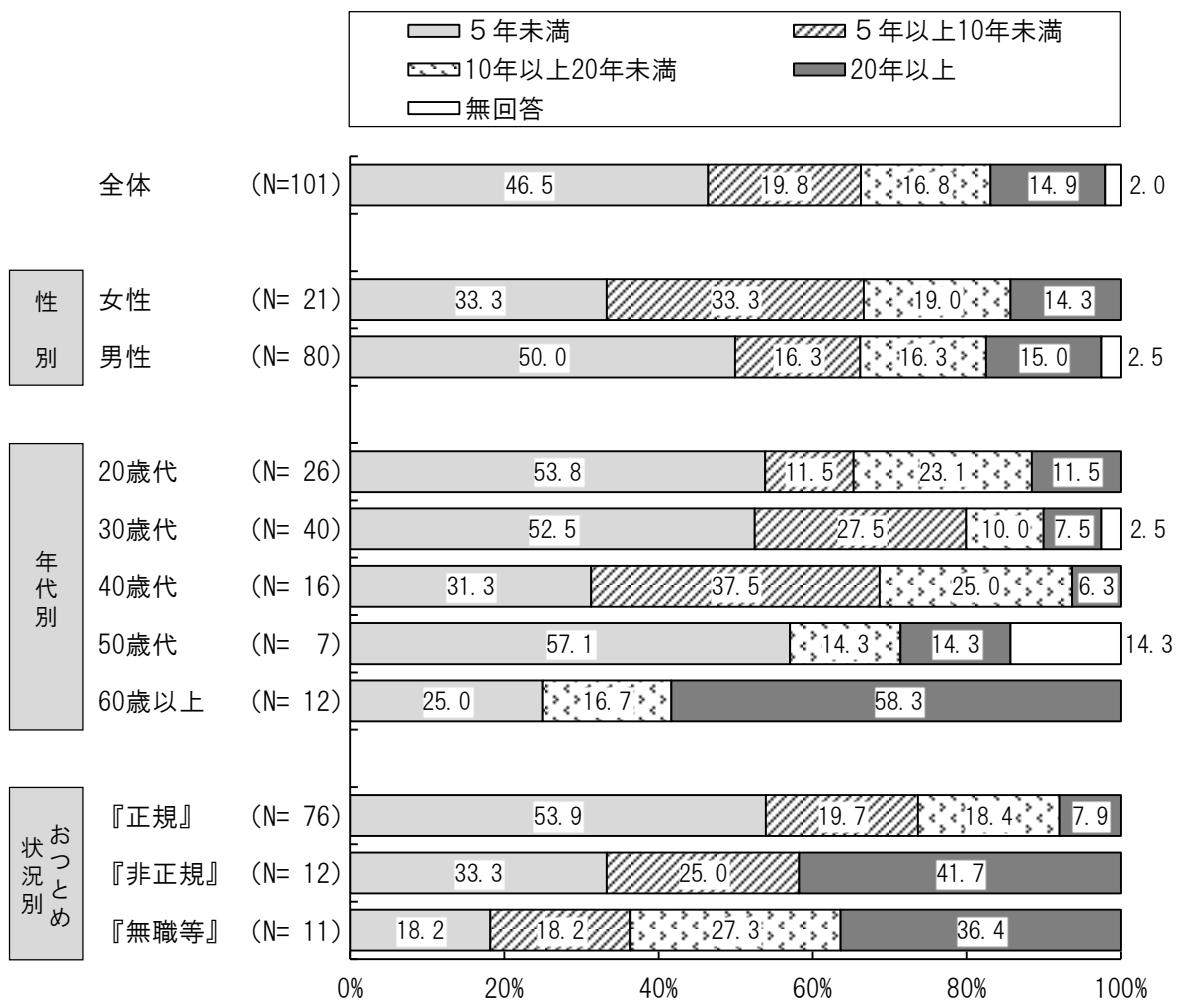 ５年未満 ５年以上10年未満
10年以上20年未満 20年以上
無回答
全体 (N=101) 46.5 19.8 16.8 14.9 2.0
性別
女性 (N= 21) 33.3 33.3 19.0 14.3
男性 (N= 80) 50.0 16.3 16.3 15.0 2.5
年代別
20歳代 (N= 26) 53.8 11.5 23.1 11.5
30歳代 (N= 40) 52.5 27.5 10.0 7.5 2.5
40歳代 (N= 16) 31.3 37.5 25.0 6.3
50歳代 (N= 7) 57.1 14.3 14.3 14.3
60歳以上 (N= 12) 25.0 16.7 58.3
おつとめ
状況別
『正規』 (N= 76) 53.9 19.7 18.4 7.9
『非正規』 (N= 12) 33.3 25.0 41.7
『無職等』 (N= 11) 18.2 18.2 27.3 36.4
0% 20% 40% 60% 80% 100%